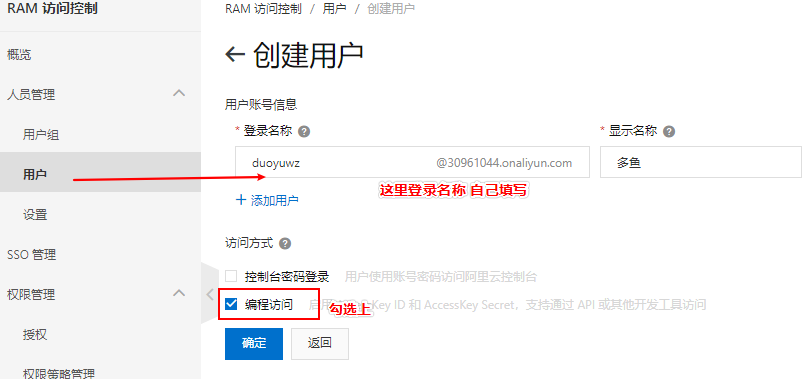 RAM 访问控制
RAM 访问控制 / 用户 / 创建用户
概览
人员管理
用户组
用户
设置
SSO 管理
权限管理
授权
权限策略管理
创建用户
用户账号信息
* 登录名称
* 显示名称
duoyuwz @30961044.onaliyun.com
多鱼
这里登录名称 自己填写
+ 添加用户
访问方式
控制台密码登录 用户使用账号密码访问阿里云控制台
编程访问 启用 Key ID 和 AccessKey Secret，支持通过 API 或其他开发工具访问
勾选上
确定 返回